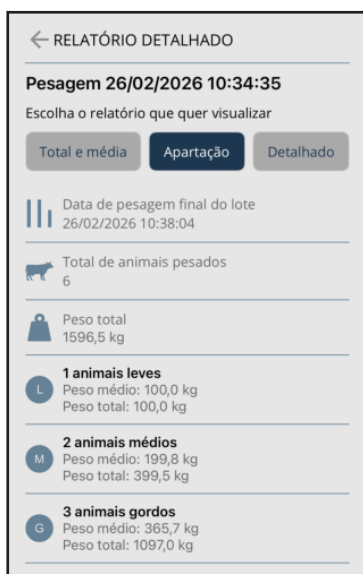 RELATÓRIO DETALHADO
Pesagem 26/02/2026 10:34:35
Escolha o relatório que quer visualizar
Total e média
Apartação
Detalhado
Data de pesagem final do lote
26/02/2026 10:38:04
Total de animais pesados
6
Peso total
1596,5 kg
L
1 animais leves
Peso médio: 100,0 kg
Peso total: 100,0 kg
M
2 animais médios
Peso médio: 199,8 kg
Peso total: 399,5 kg
G
3 animais gordos
Peso médio: 365,7 kg
Peso total: 1097,0 kg